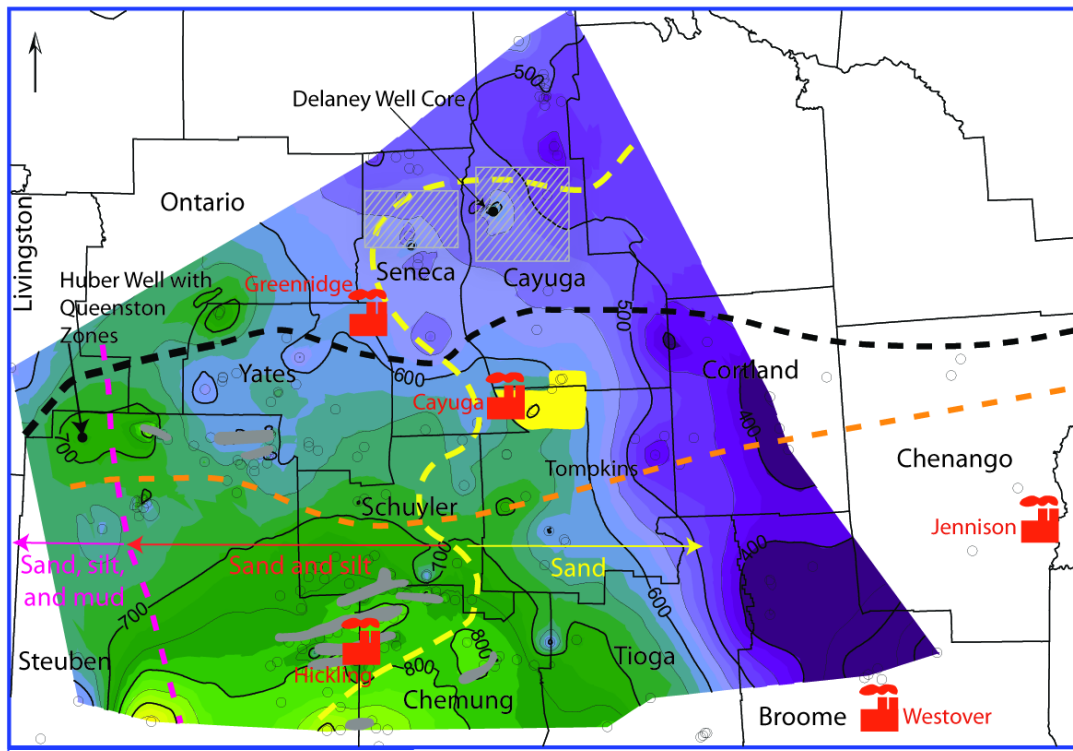 500
Delaney Well Core
Ontario
Livingston
Seneca
Cayuga
Huber Well with
Queenston
Zones
Greenridge
500
600
Yates
Cortland
Cayuga
0
400
700
Tompkins
Chenango
Schuyler
Jennison
700
400
Sand, silt,
and mud
Sand and silt
Sand
700
600
800
Steuben
Hickling
800
Chemung
Tioga
Broome
Westover